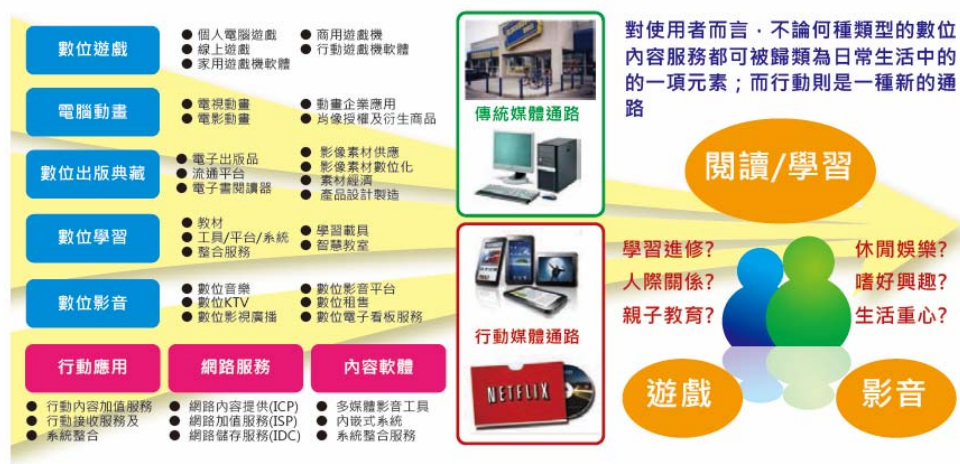 數位遊戲
● 個人電腦遊戲
● 線上遊戲
● 家用遊戲機軟體
● 商用遊戲機
● 行動遊戲機軟體
電腦動畫
● 電視動畫
● 電影動畫
● 動畫企業應用
● 肖像授權及衍生商品
數位出版典藏
● 電子出版品
● 流通平台
● 電子書閱讀器
● 影像素材供應
● 影像素材數位化
● 素材經濟
● 產品設計製造
數位學習
● 教材
● 工具/平台/系統
● 整合服務
● 學習載具
● 智慧教室
數位影音
● 數位音樂
● 數位KTV
● 數位影視廣播
● 數位影音平台
● 數位租售
● 數位電子看板服務
行動應用
● 行動內容加值服務
● 行動接收服務及
● 系統整合
網路服務
● 網路內容提供(ICP)
● 網路加值服務(ISP)
● 網路儲存服務(IDC)
內容軟體
● 多媒體影音工具
● 內嵌式系統
● 系統整合服務
傳統媒體通路
行動媒體通路
NETFLIX
對使用者而言，不論何種類型的數位
內容服務都可被歸類為日常生活中的
的一項元素；而行動則是一種新的通
路
閱讀/學習
學習進修?
人際關係?
親子教育?
休閒娛樂?
嗜好興趣?
生活重心?
遊戲
影音